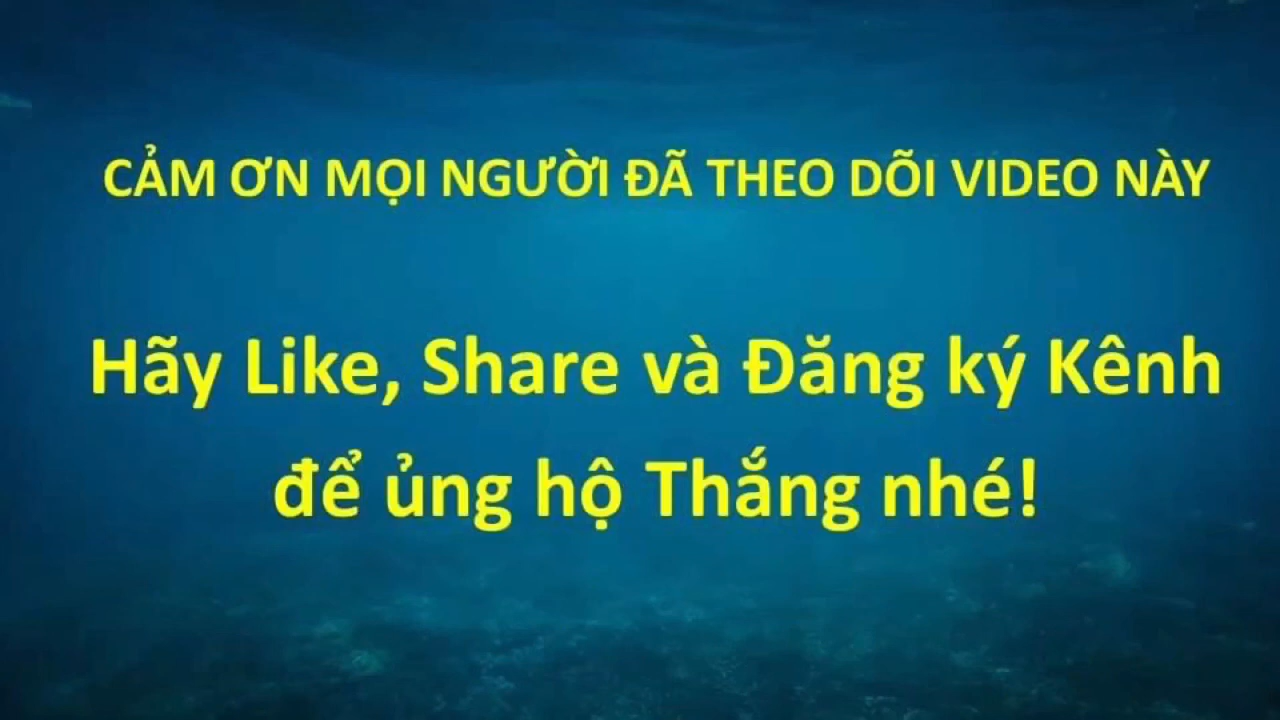 CẢM ƠN MỌI NGƯỜI ĐÃ THEO DÕI VIDEO NÀY
Hãy Like, Share và Đăng ký Kênh
để ủng hộ Thắng nhé!